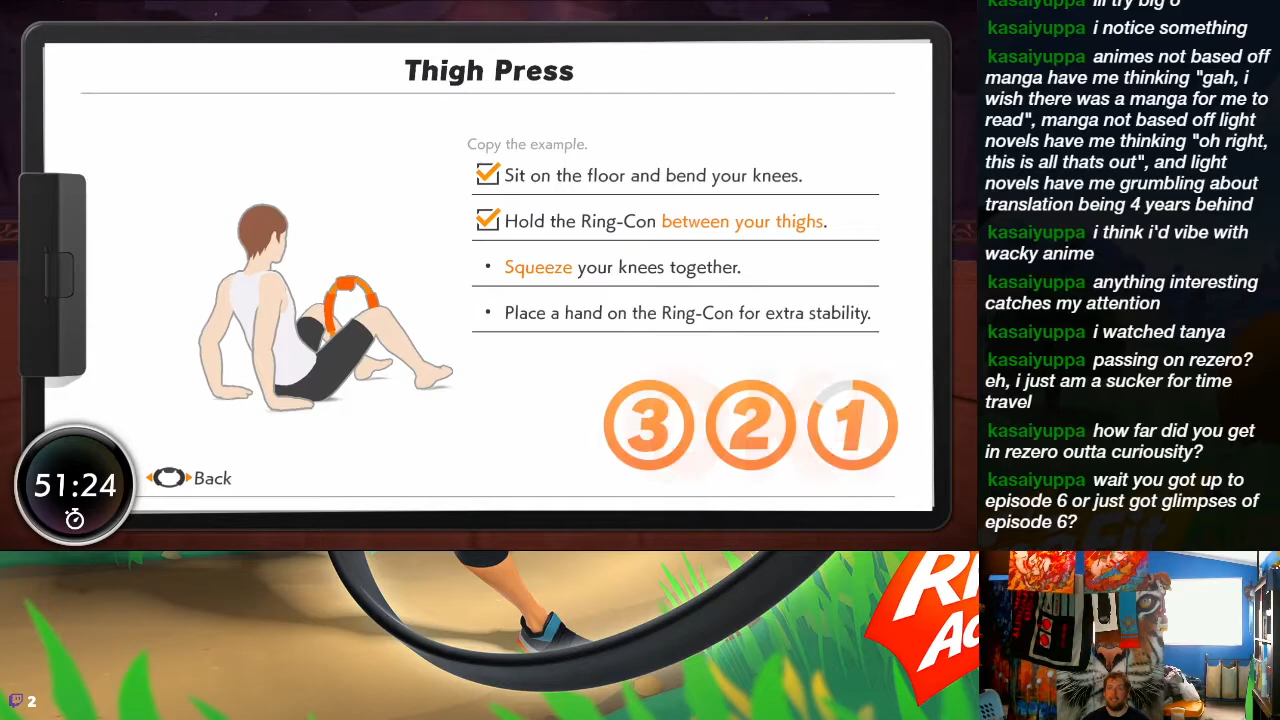 Thigh Press
Copy the example.
Sit on the floor and bend your knees.
Hold the Ring-Con between your thighs.
• Squeeze your knees together.
• Place a hand on the Ring-Con for extra stability.
3 2 1
51:24
Back
kasaiyuppa i notice something
kasaiyuppa animes not based off
manga have me thinking "gah, i
wish there was a manga for me to
read", manga not based off light
novels have me thinking "oh right,
this is all thats out", and light
novels have me grumbling about
translation being 4 years behind
kasaiyuppa i think i'd vibe with
wacky anime
kasaiyuppa anything interesting
catches my attention
kasaiyuppa i watched tanya
kasaiyuppa passing on rezero?
eh, i just am a sucker for time
travel
kasaiyuppa how far did you get
in rezero outta curiousity?
kasaiyuppa wait you got up to
episode 6 or just got glimpses of
episode 6?
2